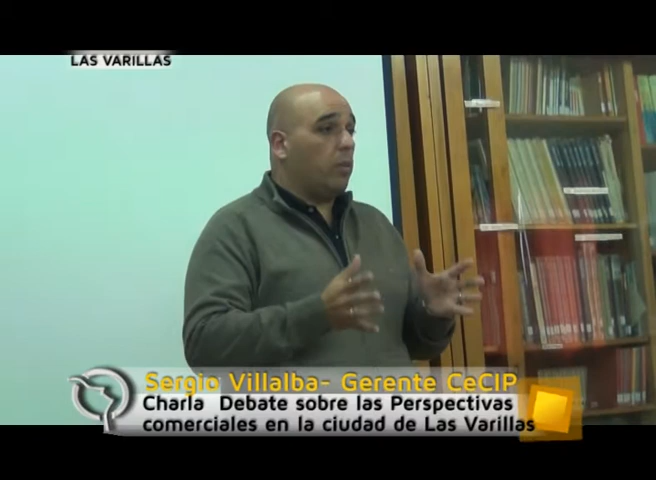 LAS VARILLAS
Sergio Villalba- Gerente CeCIP
Charla Debate sobre las Perspectivas
comerciales en la ciudad de Las Varillas